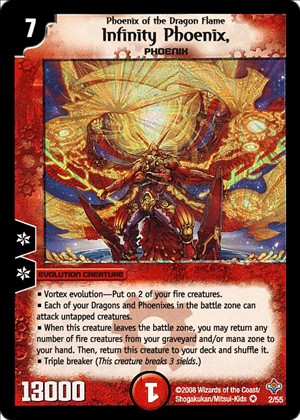 7
Phoenix of the Dragon Flame
Infinity Phoenix,
PHOENIX
EVOLUTION CREATURE
■ Vortex evolution—Put on 2 of your fire creatures.
■ Each of your Dragons and Phoenixes in the battle zone can
attack untapped creatures.
■ When this creature leaves the battle zone, you may return any
number of fire creatures from your graveyard and/or mana zone to
your hand. Then, return this creature to your deck and shuffle it.
■ Triple breaker (This creature breaks 3 shields.)
13000
1
©2008 Wizards of the Coast/
Shogakukan/Mitsui-Kids
2/55